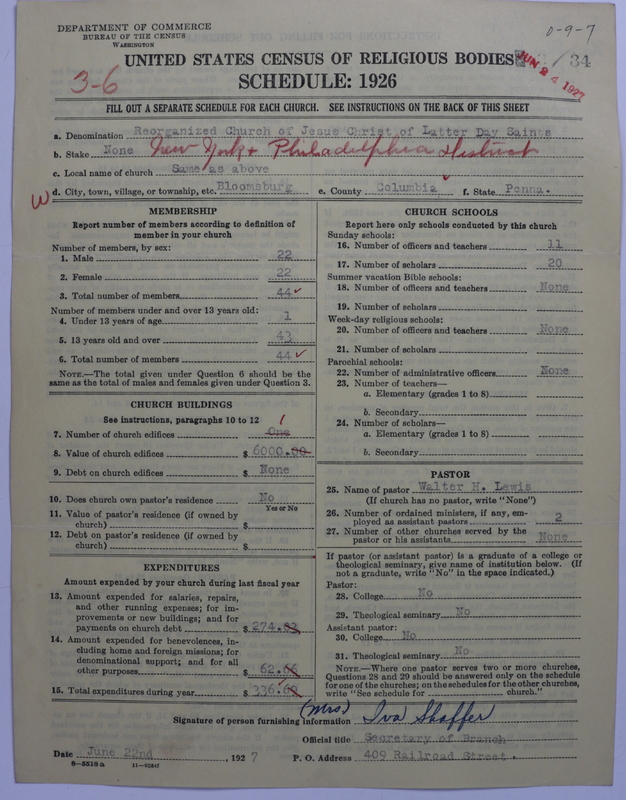 DEPARTMENT OF COMMERCE
BUREAU OF THE CENSUS
WASHINGTON
0-9-7
UNITED STATES CENSUS OF RELIGIOUS BODIES
34
JUN 24 1927
3-6
SCHEDULE: 1926
FILL OUT A SEPARATE SCHEDULE FOR EACH CHURCH. SEE INSTRUCTIONS ON THE BACK OF THIS SHEET
a. Denomination Reorganized Church of Jesus Christ of Latter Day Saints
b. Stake None New York & Philadelphia District
c. Local name of church Same as above
W d. City, town, village, or township, etc. Bloomsburg e. County Columbia f. State Penna.
MEMBERSHIP
Report number of members according to definition of
member in your church
Number of members, by sex:
1. Male 22
2. Female 22
3. Total number of members 44
Number of members under and over 13 years old:
4. Under 13 years of age 1
5. 13 years old and over 43
6. Total number of members 44
NOTE.—The total given under Question 6 should be
same as the total of males and females given under Question 3.
CHURCH BUILDINGS
See instructions, paragraphs 10 to 12
1
7. Number of church edifices One
8. Value of church edifices $ 6000.00
9. Debt on church edifices $ None
10. Does church own pastor's residence No
Yes or No
11. Value of pastor's residence (if owned by
church) $
12. Debt on pastor's residence (if owned by
church) $
EXPENDITURES
Amount expended by your church during last fiscal year
13. Amount expended for salaries, repairs,
and other running expenses; for im-
provements or new buildings; and for
payments on church debt $ 274.
14. Amount expended for benevolences, in-
cluding home and foreign missions; for
denominational support; and for all
other purposes $ 62.
15. Total expenditures during year $ 336.
CHURCH SCHOOLS
Report here only schools conducted by this church
Sunday schools:
16. Number of officers and teachers 11
17. Number of scholars 20
Summer vacation Bible schools:
18. Number of officers and teachers None
19. Number of scholars
Week-day religious schools:
20. Number of officers and teachers None
21. Number of scholars
Parochial schools:
22. Number of administrative officers None
23. Number of teachers—
a. Elementary (grades 1 to 8)
b. Secondary
24. Number of scholars—
a. Elementary (grades 1 to 8)
b. Secondary
PASTOR
25. Name of pastor Walter H. Lewis
(If church has no pastor, write "None")
26. Number of ordained ministers, if any, em-
ployed as assistant pastors 2
27. Number of other churches served by the
pastor or his assistants None
If pastor (or assistant pastor) is a graduate of a college or
theological seminary, give name of institution below. (If
not a graduate, write "No" in the space indicated.)
Pastor:
28. College No
29. Theological seminary No
Assistant pastor:
30. College No
31. Theological seminary No
NOTE.—Where one pastor serves two or more churches,
Questions 28 and 29 should be answered only on the schedule
for one of the churches; on the schedules for the other churches,
write "See schedule for church."
Signature of person furnishing information (Mrs) Iva Shaffer
Official title Secretary of Branch
Date June 22nd, 1927 P. O. Address 409 Railroad Street.
8-5518a 11-9284f